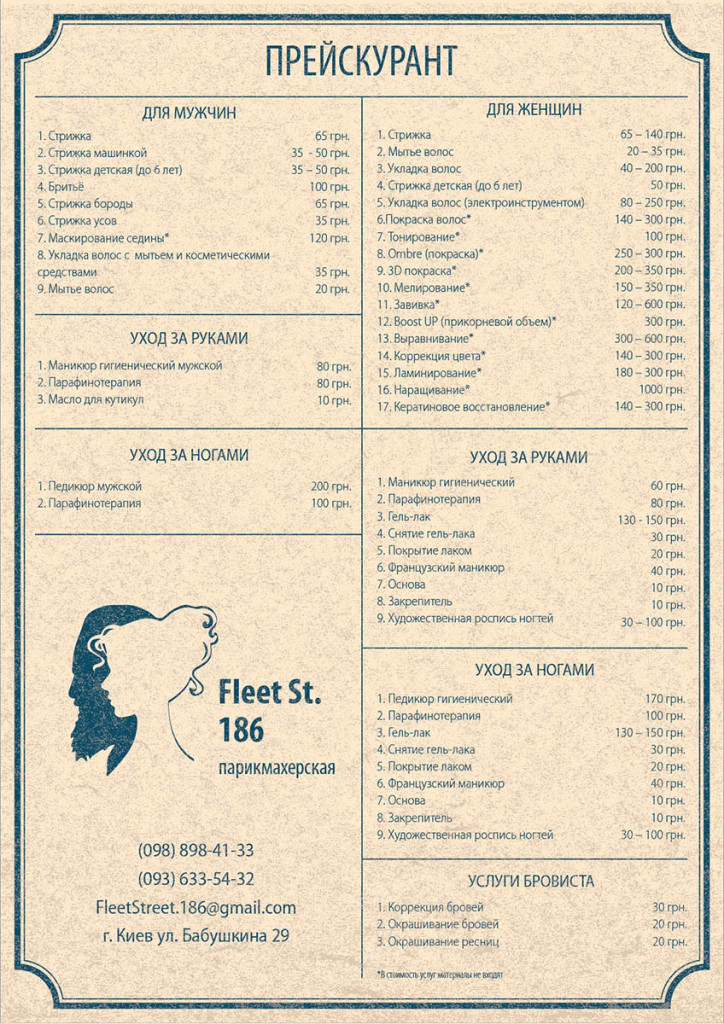 ПРЕЙСКУРАНТ
ДЛЯ МУЖЧИН
1. Стрижка 65 грн.
2. Стрижка машинкой 35 - 50 грн.
3. Стрижка детская (до 6 лет) 35 – 50 грн.
4. Бритьё 100 грн.
5. Стрижка бороды 65 грн.
6. Стрижка усов 35 грн.
7. Маскирование седины* 120 грн.
8. Укладка волос с мытьем и косметическими
средствами 35 грн.
9. Мытье волос 20 грн.
УХОД ЗА РУКАМИ
1. Маникюр гигиенический мужской 80 грн.
2. Парафинотерапия 80 грн.
3. Масло для кутикул 10 грн.
УХОД ЗА НОГАМИ
1. Педикюр мужской 200 грн.
2. Парафинотерапия 100 грн.
Fleet St.
186
парикмахерская
(098) 898-41-33
(093) 633-54-32
FleetStreet.186@gmail.com
г. Киев ул. Бабушкина 29
ДЛЯ ЖЕНЩИН
1. Стрижка 65 – 140 грн.
2. Мытье волос 20 – 35 грн.
3. Укладка волос 40 – 200 грн.
4. Стрижка детская (до 6 лет) 50 грн.
5. Укладка волос (электроинструментом) 80 – 250 грн.
6.Покраска волос* 140 – 300 грн.
7. Тонирование* 100 грн.
8. Ombre (покраска)* 250 – 300 грн.
9. 3D покраска* 200 – 350 грн.
10. Мелирование* 150 – 350 грн.
11. Завивка* 120 – 600 грн.
12. Boost UP (прикорневой объем)* 300 грн.
13. Выравнивание* 300 – 600 грн.
14. Коррекция цвета* 140 – 300 грн.
15. Ламинирование* 180 – 300 грн.
16. Наращивание* 1000 грн.
17. Кератиновое восстановление* 140 – 300 грн.
УХОД ЗА РУКАМИ
1. Маникюр гигиенический 60 грн.
2. Парафинотерапия 80 грн.
3. Гель-лак 130 - 150 грн.
4. Снятие гель-лака 30 грн.
5. Покрытие лаком 20 грн.
6. Французский маникюр 40 грн.
7. Основа 10 грн.
8. Закрепитель 10 грн.
9. Художественная роспись ногтей 30 – 100 грн.
УХОД ЗА НОГАМИ
1. Педикюр гигиенический 170 грн.
2. Парафинотерапия 100 грн.
3. Гель-лак 130 – 150 грн.
4. Снятие гель-лака 30 грн.
5. Покрытие лаком 20 грн.
6. Французский маникюр 40 грн.
7. Основа 10 грн.
8. Закрепитель 10 грн.
9. Художественная роспись ногтей 30 – 100 грн.
УСЛУГИ БРОВИСТА
1. Коррекция бровей 30 грн.
2. Окрашивание бровей 20 грн.
3. Окрашивание ресниц 20 грн.
*В стоимость услуг материалы не входят